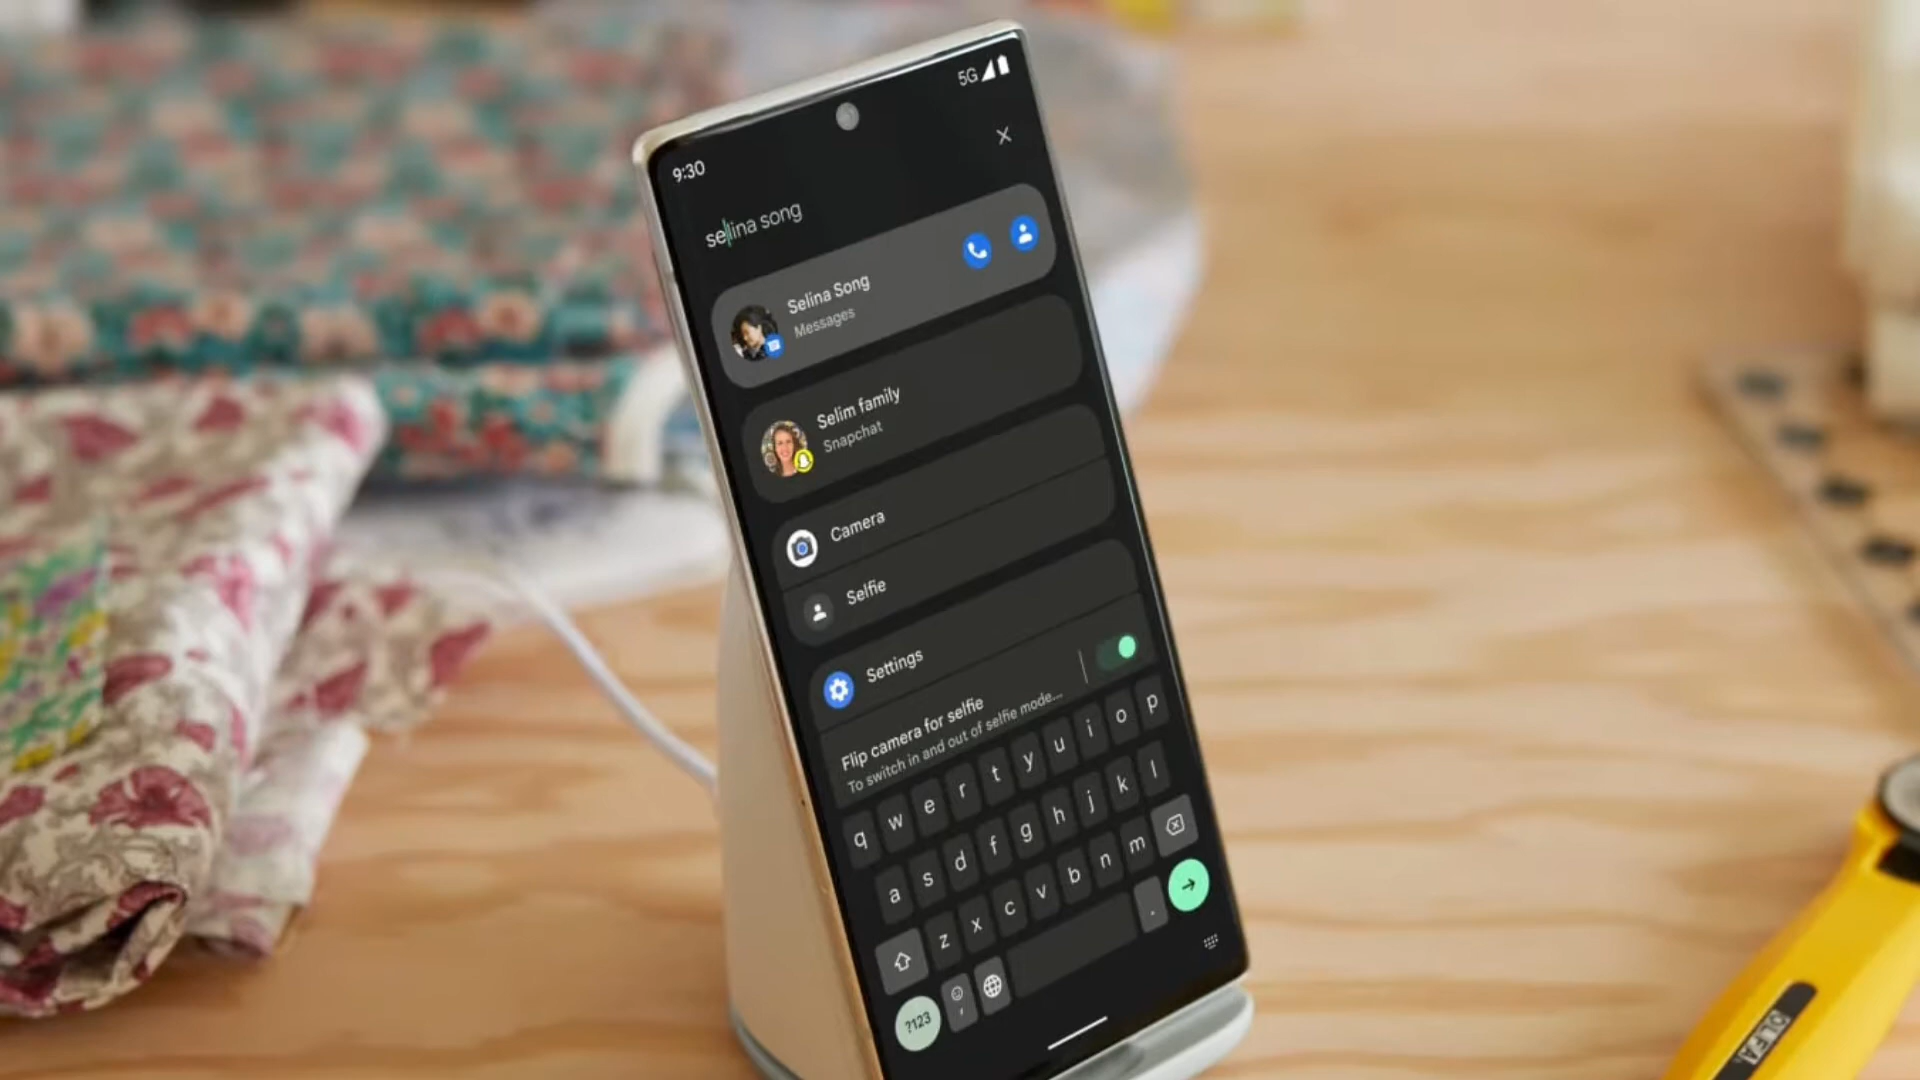 5G
9:30
selina song
Selina Song
Messages
Selim family
Snapchat
Camera
Selfie
Settings
Flip camera for selfie
To switch in and out of selfie mode...
q w e r t y u i o p
a s d f g h j k l
z x c v b n m
?123 , .
OLFA